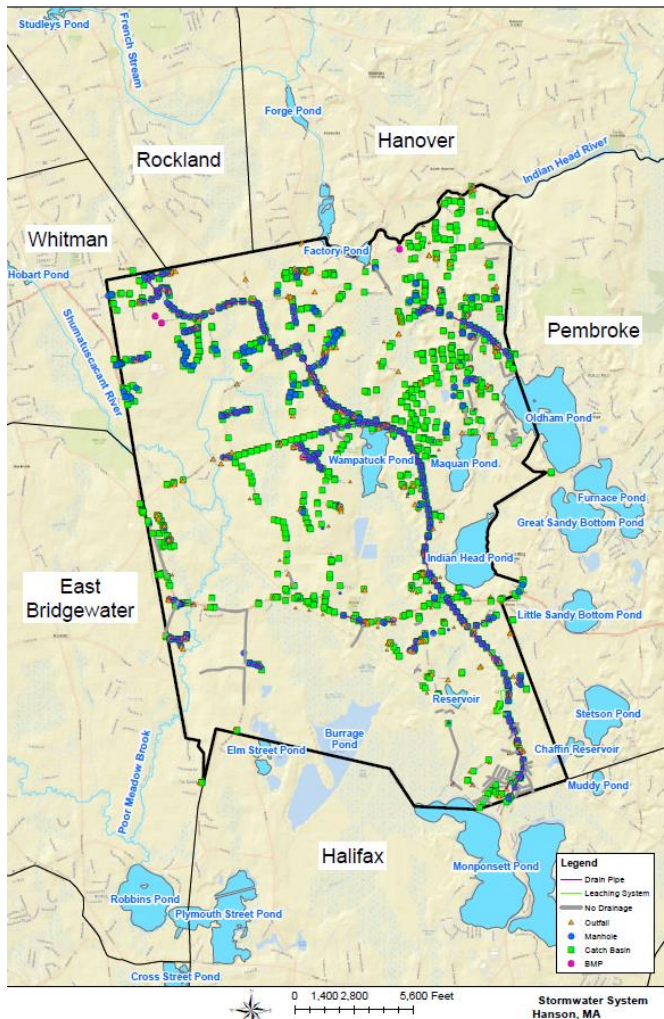 Studleys Pond
French Stream
Forge Pond
Hanover
Rockland
Indian Head River
Whitman
Factory Pond
Hobart Pond
Shumatuscacant River
Pembroke
Oldham Pond
Wampatuck Pond
Maquan Pond
Furnace Pond
Great Sandy Bottom Pond
Indian Head Pond
East
Bridgewater
Little Sandy Bottom Pond
Reservoir
Stetson Pond
Burrage
Pond
Elm Street Pond
Chaffin Reservoir
Muddy Pond
Poor Meadow Brook
Halifax
Monponsett Pond
Robbins Pond
Plymouth Street Pond
Cross Street Pond
Legend
Drain Pipe
Leaching System
No Drainage
Outfall
Manhole
Catch Basin
BMP
0 1,400 2,800 5,600 Feet
Stormwater System
Hanson, MA